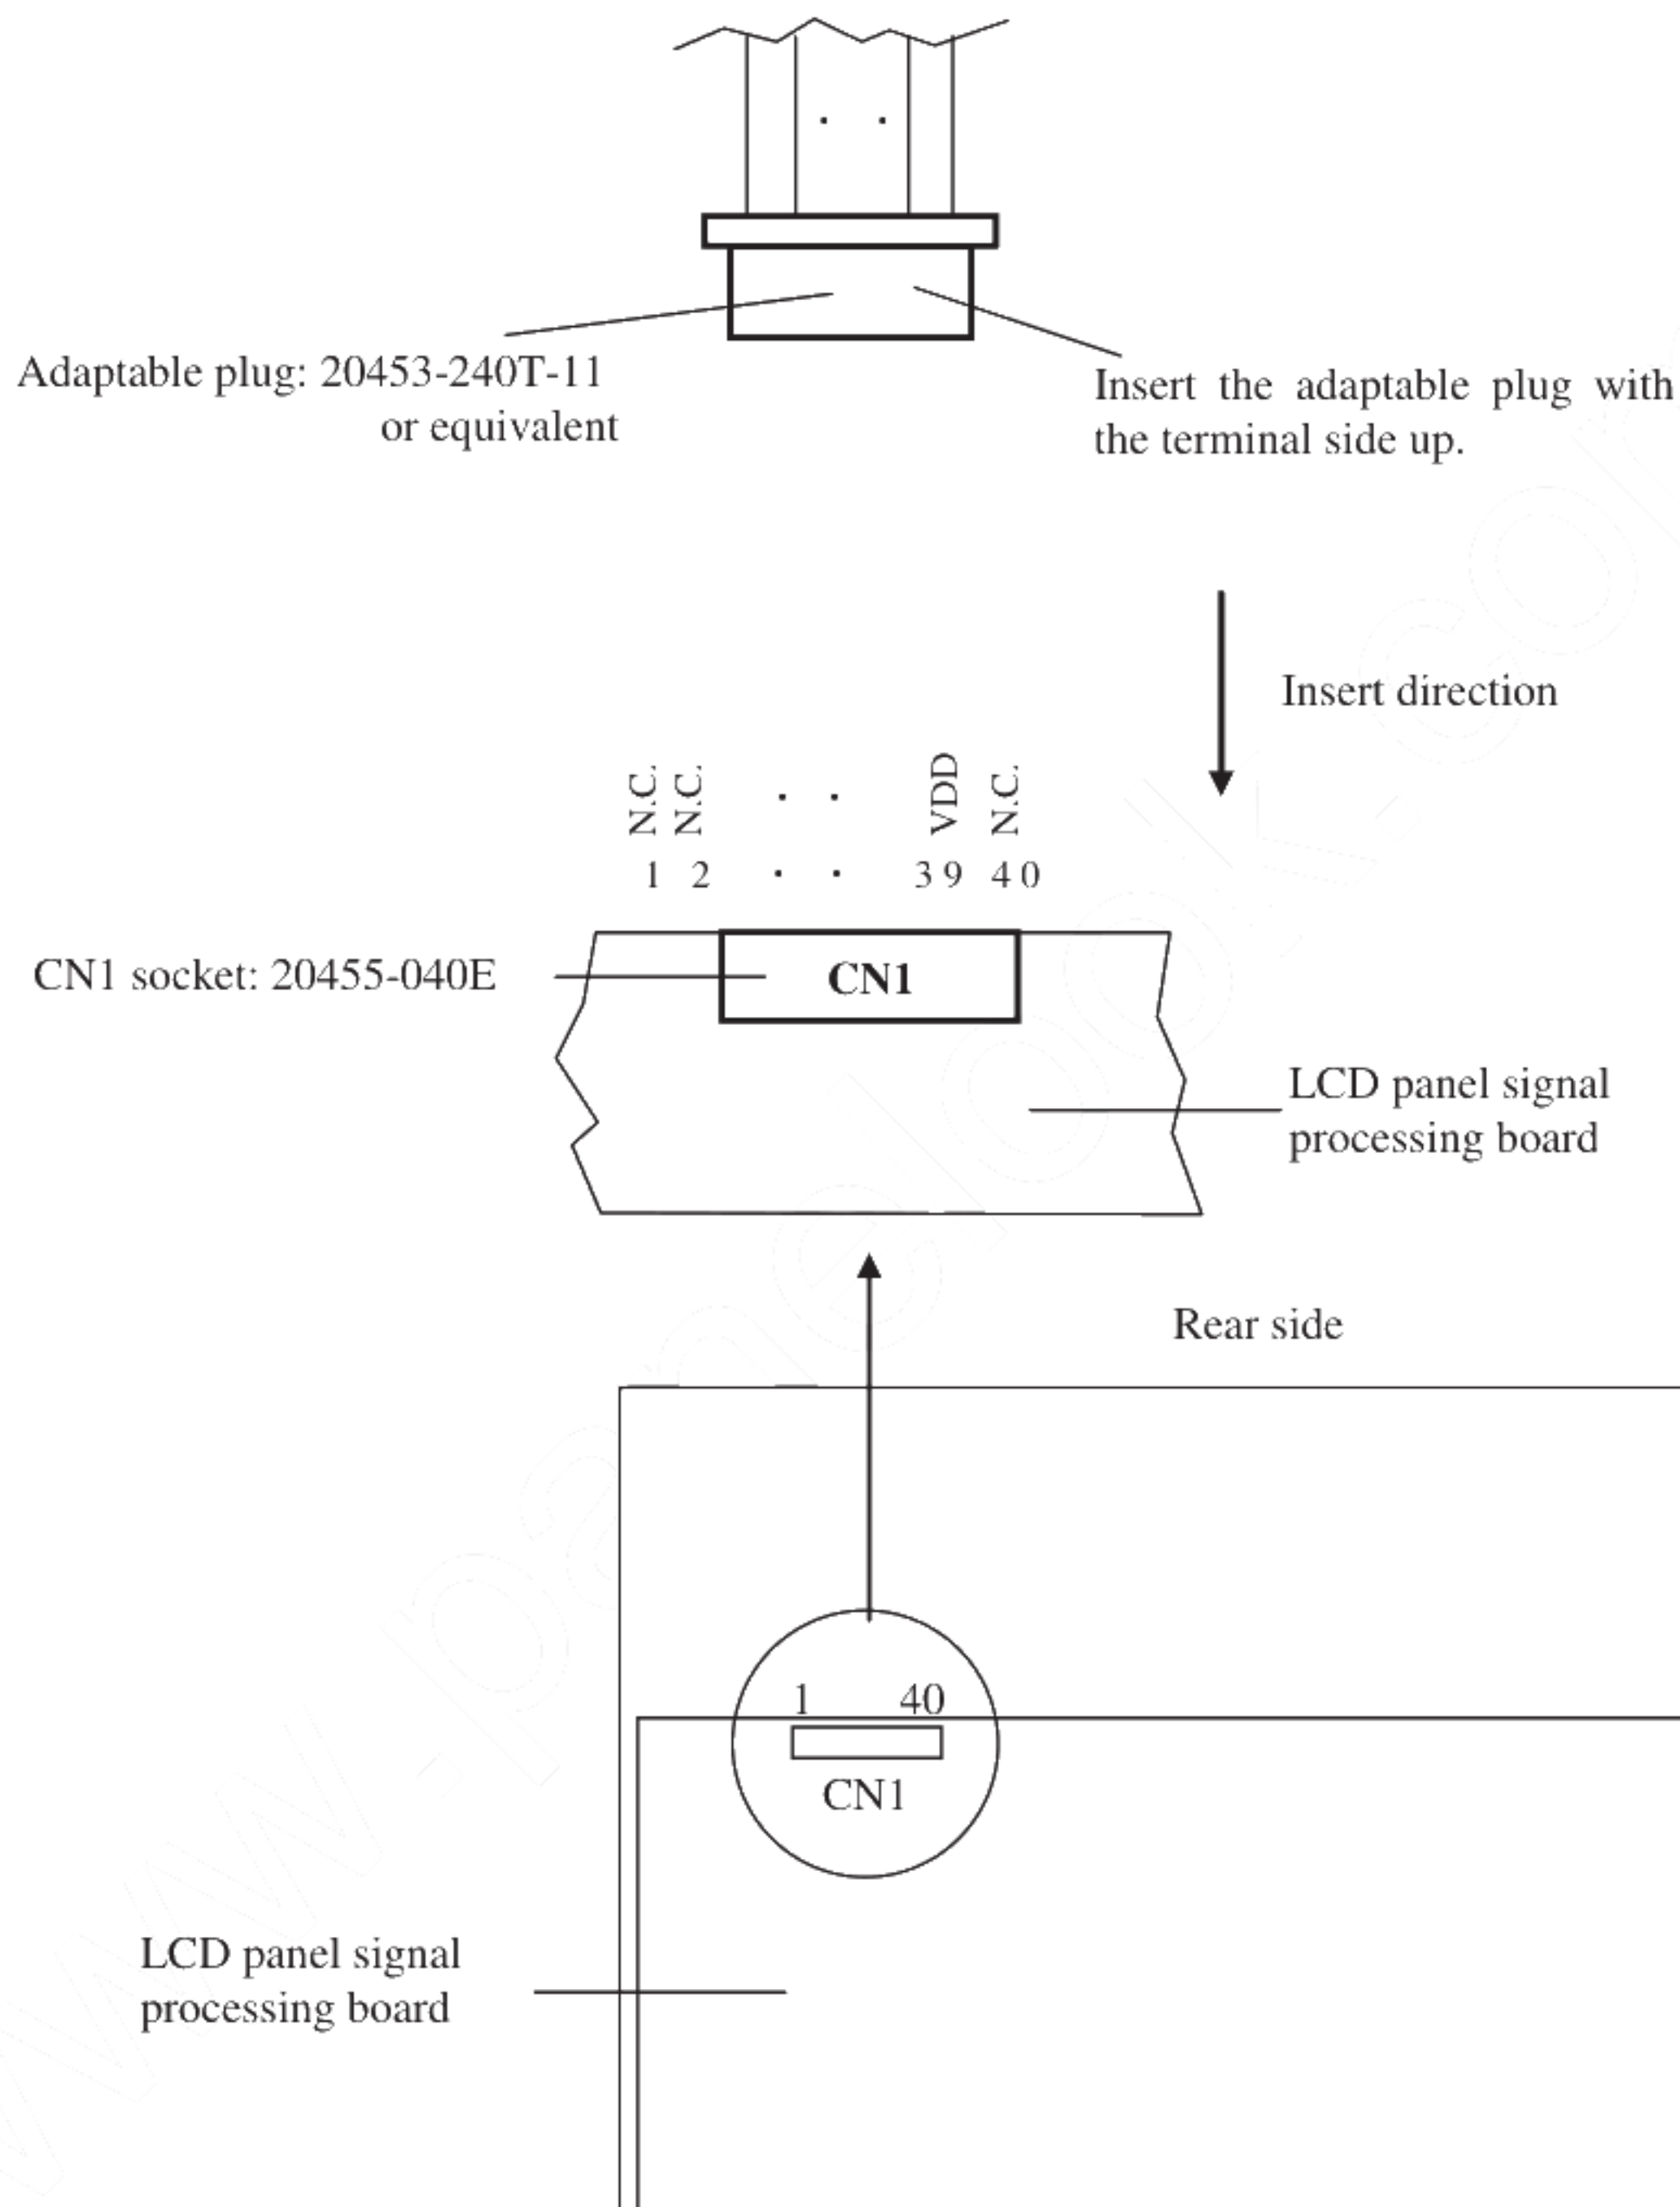 Adaptable plug: 20453-240T-11
or equivalent
Insert the adaptable plug with
the terminal side up.
Insert direction
N.C. N.C. · · VDD N.C.
1 2 · · 39 40
CN1 socket: 20455-040E
CN1
LCD panel signal
processing board
Rear side
1 40
CN1
LCD panel signal
processing board